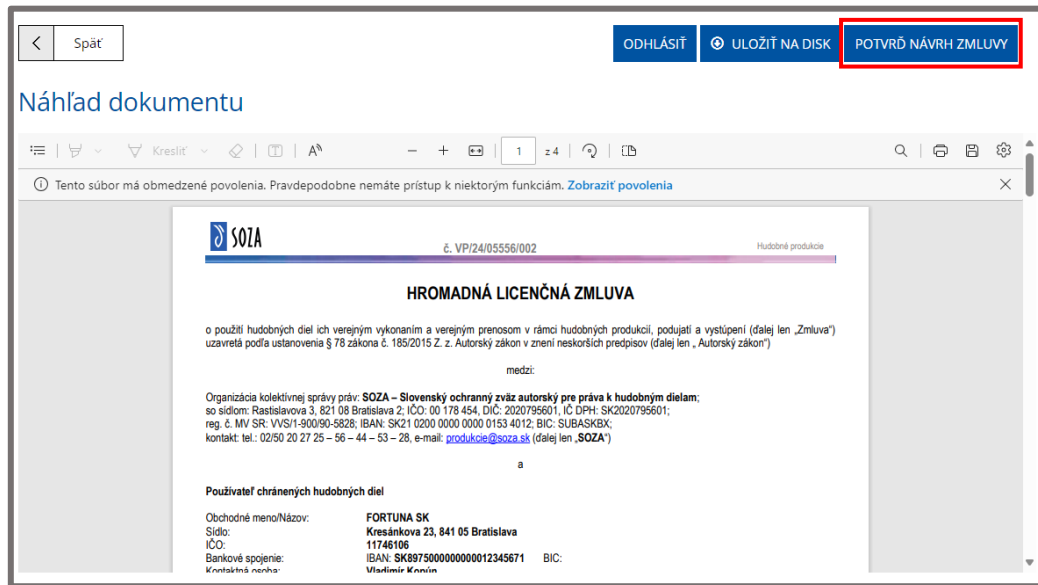 Späť
ODHLÁSIŤ
ULOŽIŤ NA DISK
POTVRĎ NÁVRH ZMLUVY
Náhľad dokumentu
Kresliť
1 z 4
Tento súbor má obmedzené povolenia. Pravdepodobne nemáte prístup k niektorým funkciám. Zobraziť povolenia
SOZA
č. VP/24/05556/002
Hudobné produkcie
HROMADNÁ LICENČNÁ ZMLUVA
o použití hudobných diel ich verejným vykonaním a verejným prenosom v rámci hudobných produkcií, podujatí a vystúpení (ďalej len „Zmluva“)
uzavretá podľa ustanovenia § 78 zákona č. 185/2015 Z. z. Autorský zákon v znení neskorších predpisov (ďalej len „ Autorský zákon“)
medzi:
Organizácia kolektívnej správy práv: SOZA – Slovenský ochranný zväz autorský pre práva k hudobným dielam;
so sídlom: Rastislavova 3, 821 08 Bratislava 2; IČO: 00 178 454, DIČ: 2020795601, IČ DPH: SK2020795601;
reg. č. MV SR: VVS/1-900/90-5828; IBAN: SK21 0200 0000 0000 0153 4012; BIC: SUBASKBX;
kontakt: tel.: 02/50 20 27 25 – 56 – 44 – 53 – 28, e-mail: produkcie@soza.sk (ďalej len „SOZA“)
a
Používateľ chránených hudobných diel
Obchodné meno/Názov: FORTUNA SK
Sídlo: Kresánkova 23, 841 05 Bratislava
IČO: 11746106
Bankové spojenie: IBAN: SK8975000000000012345671 BIC:
Kontaktná osoba: Vladimír Kopún